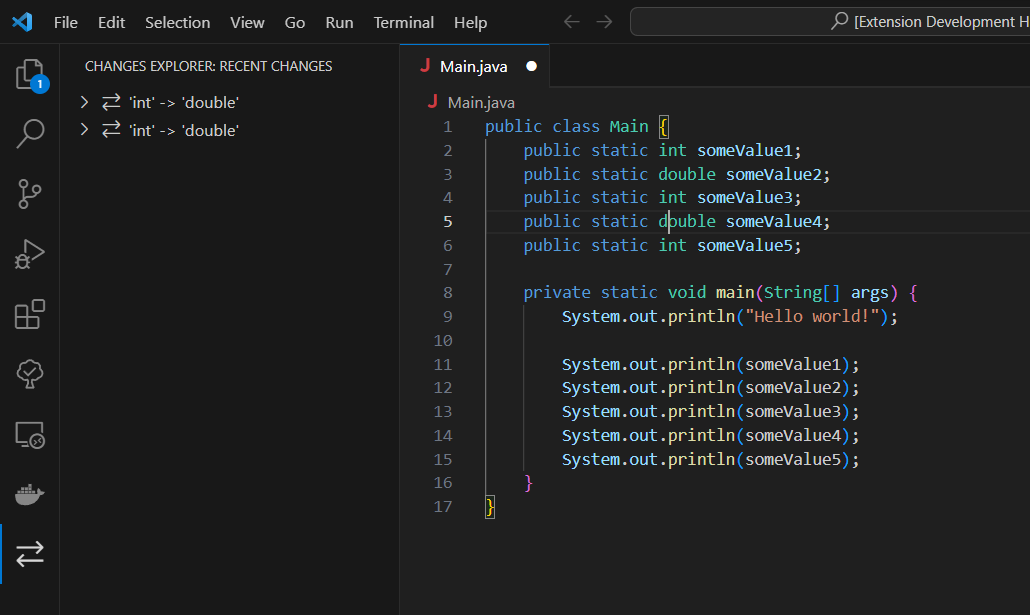 File Edit Selection View Go Run Terminal Help
[Extension Development H
1
CHANGES EXPLORER: RECENT CHANGES
'int' -> 'double'
'int' -> 'double'
J Main.java
J Main.java
1 public class Main {
2 public static int someValue1;
3 public static double someValue2;
4 public static int someValue3;
5 public static double someValue4;
6 public static int someValue5;
7
8 private static void main(String[] args) {
9 System.out.println("Hello world!");
10
11 System.out.println(someValue1);
12 System.out.println(someValue2);
13 System.out.println(someValue3);
14 System.out.println(someValue4);
15 System.out.println(someValue5);
16 }
17 }